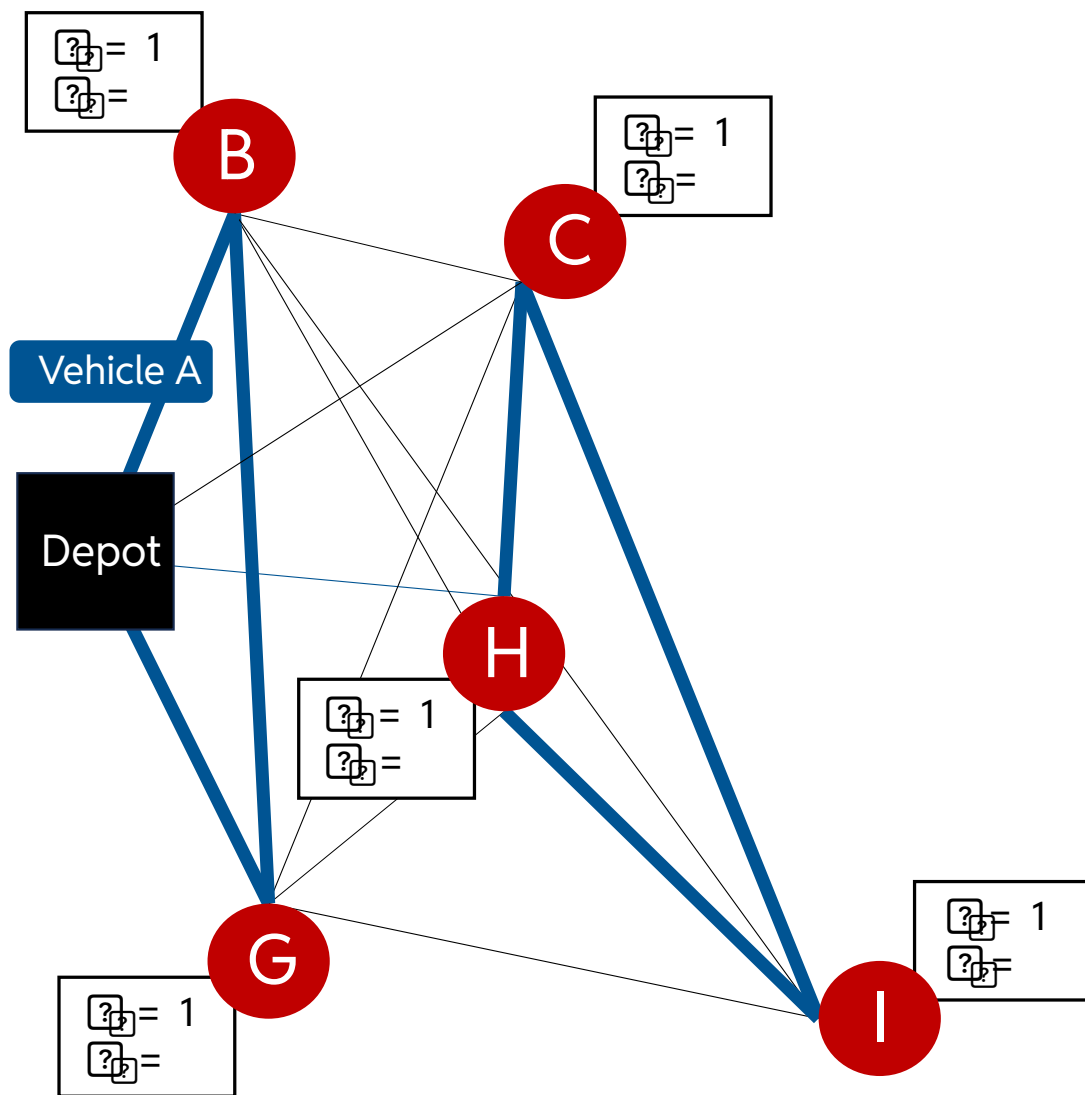 = 1
=
B
= 1
=
C
Vehicle A
Depot
H
= 1
=
G
= 1
=
= 1
=
I